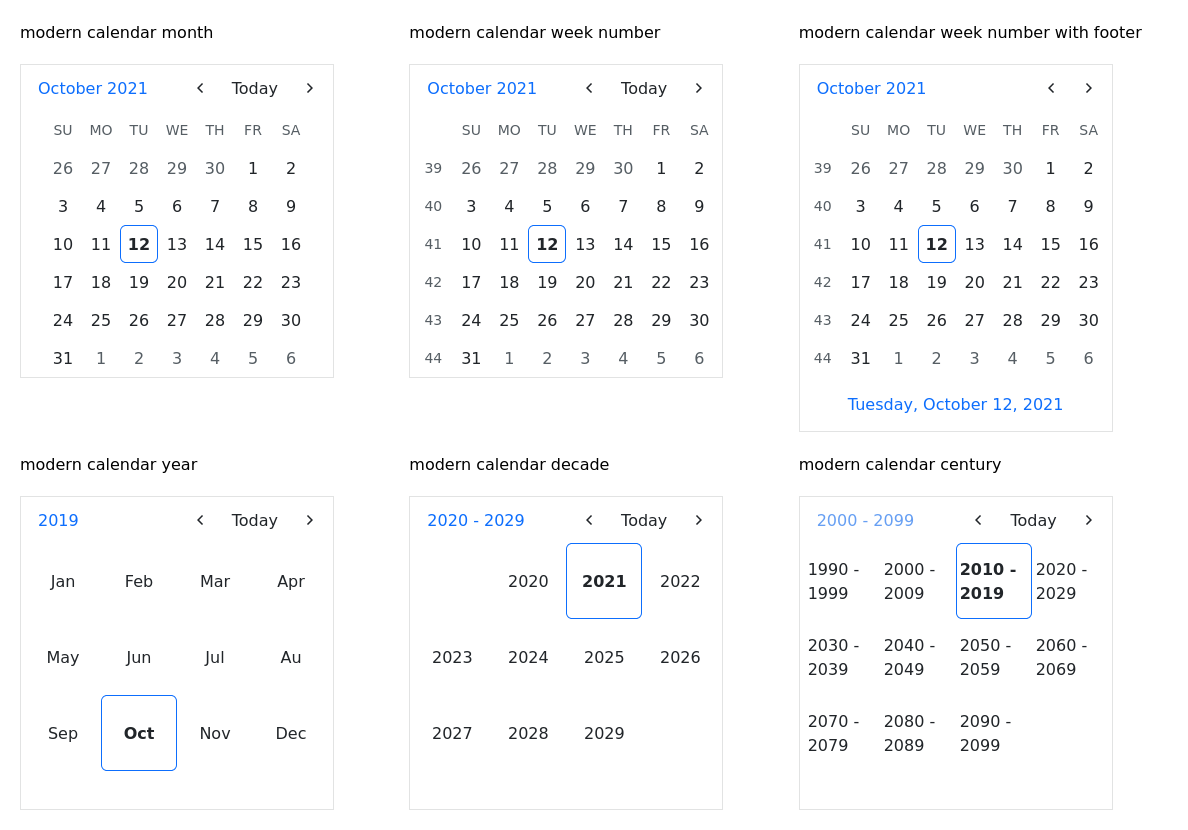 modern calendar month
October 2021 Today
SU MO TU WE TH FR SA
26 27 28 29 30 1 2
3 4 5 6 7 8 9
10 11 12 13 14 15 16
17 18 19 20 21 22 23
24 25 26 27 28 29 30
31 1 2 3 4 5 6
modern calendar week number
October 2021 Today
SU MO TU WE TH FR SA
39 26 27 28 29 30 1 2
40 3 4 5 6 7 8 9
41 10 11 12 13 14 15 16
42 17 18 19 20 21 22 23
43 24 25 26 27 28 29 30
44 31 1 2 3 4 5 6
modern calendar week number with footer
October 2021
SU MO TU WE TH FR SA
39 26 27 28 29 30 1 2
40 3 4 5 6 7 8 9
41 10 11 12 13 14 15 16
42 17 18 19 20 21 22 23
43 24 25 26 27 28 29 30
44 31 1 2 3 4 5 6
Tuesday, October 12, 2021
modern calendar year
2019 Today
Jan Feb Mar Apr
May Jun Jul Au
Sep Oct Nov Dec
modern calendar decade
2020 - 2029 Today
2020 2021 2022
2023 2024 2025 2026
2027 2028 2029
modern calendar century
2000 - 2099 Today
1990 - 2000 - 2010 - 2020 -
1999 2009 2019 2029
2030 - 2040 - 2050 - 2060 -
2039 2049 2059 2069
2070 - 2080 - 2090 -
2079 2089 2099